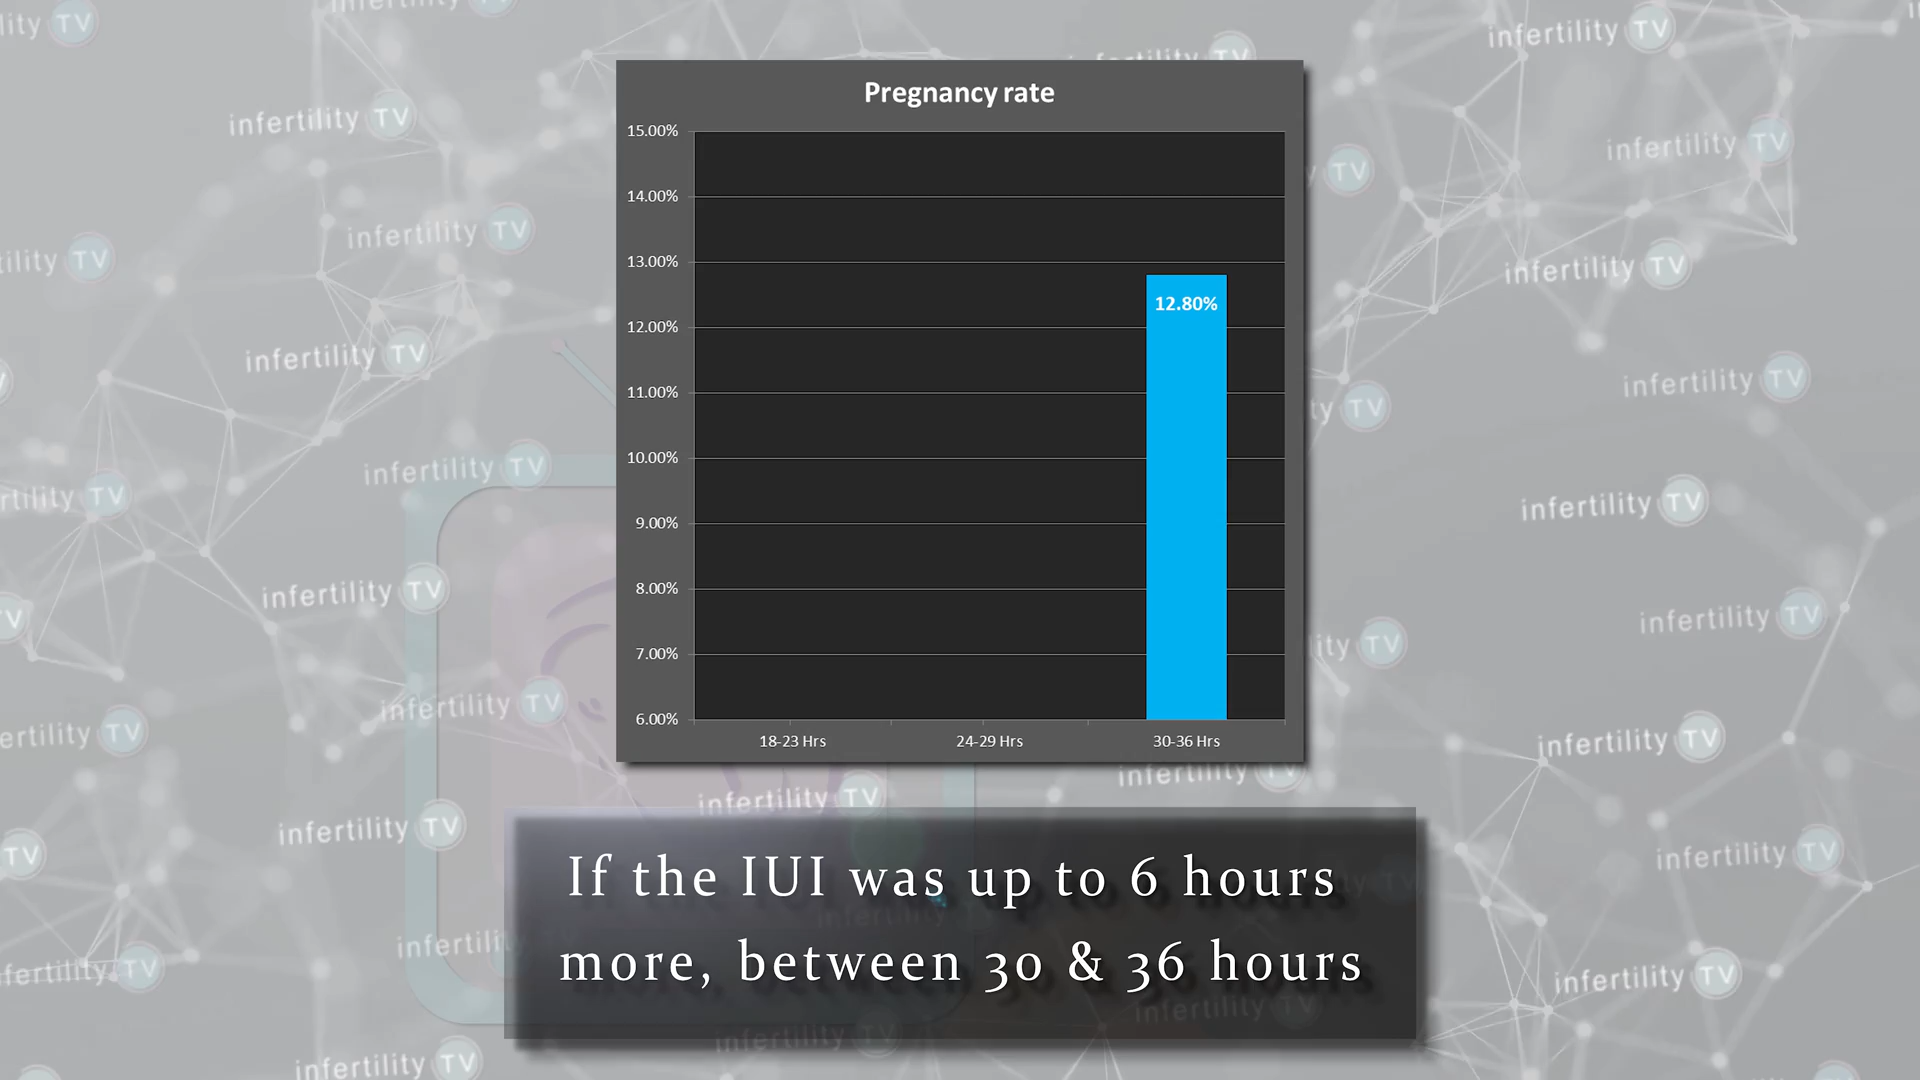 Pregnancy rate
15.00%
14.00%
13.00%
12.00%
11.00%
10.00%
9.00%
8.00%
7.00%
6.00%
12.80%
18-23 Hrs
24-29 Hrs
30-36 Hrs
If the IUI was up to 6 hours
more, between 30 & 36 hours
infertility TV